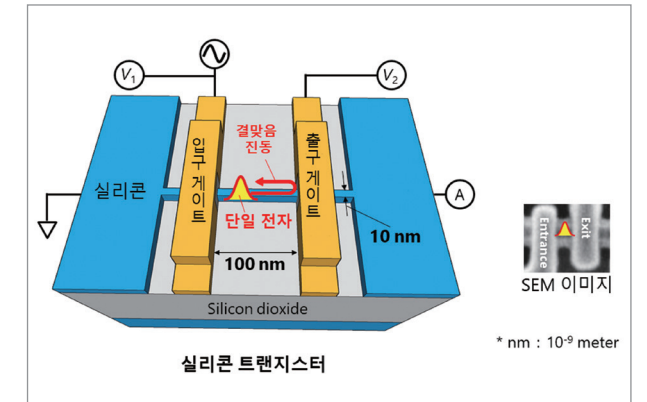 V1
V2
결맞음
진동
입구 게이트
출구 게이트
실리콘
단일 전자
A
10 nm
100 nm
Entrance
Exit
SEM 이미지
Silicon dioxide
* nm : 10-9 meter
실리콘 트랜지스터